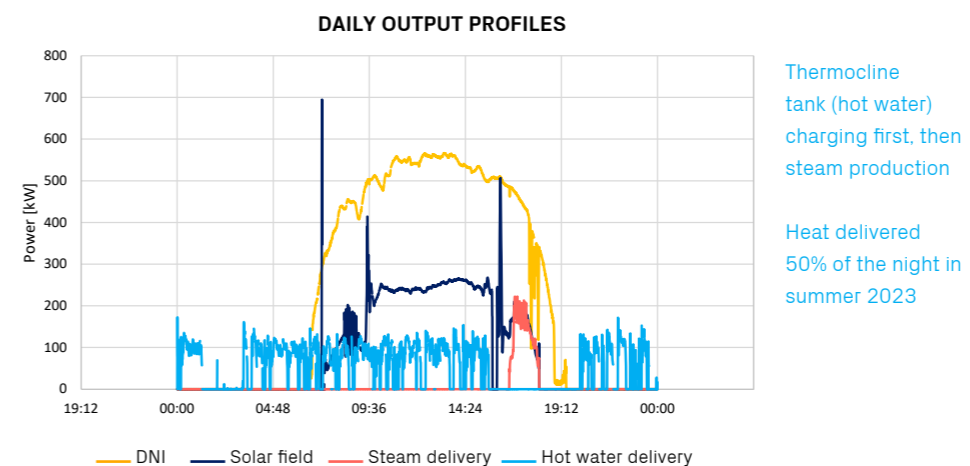 DAILY OUTPUT PROFILES
800
700
600
500
400
300
200
100
0
Power [kW]
19:12
00:00
04:48
09:36
14:24
19:12
00:00
DNI
Solar field
Steam delivery
Hot water delivery
Thermocline
tank (hot water)
charging first, then
steam production
Heat delivered
50% of the night in
summer 2023